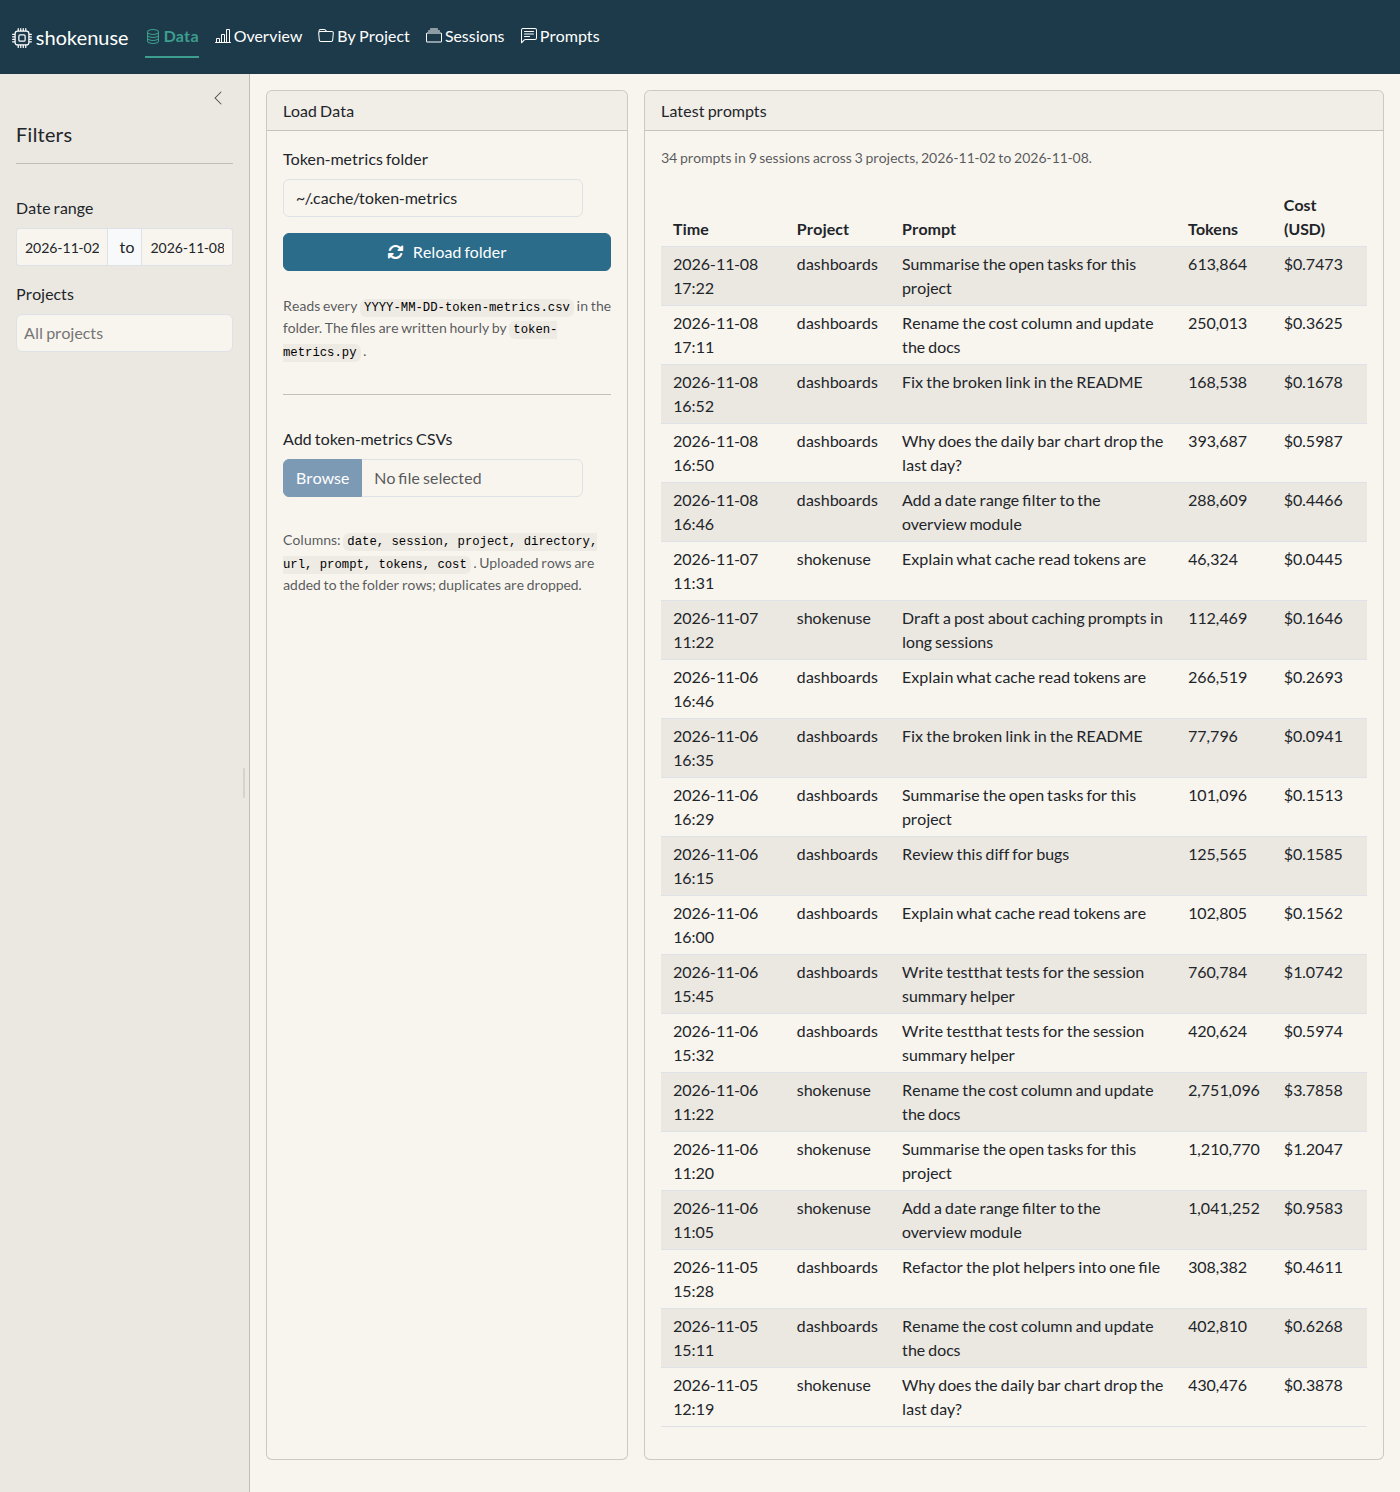 shokenuse Data Overview By Project Sessions Prompts
Filters
Date range
2026-11-02 to 2026-11-08
Projects
All projects
Load Data
Token-metrics folder
~/.cache/token-metrics
Reload folder
Reads every YYYY-MM-DD-token-metrics.csv in the
folder. The files are written hourly by token-
metrics.py .
Add token-metrics CSVs
Browse No file selected
Columns: date, session, project, directory,
url, prompt, tokens, cost . Uploaded rows are
added to the folder rows; duplicates are dropped.
Latest prompts
34 prompts in 9 sessions across 3 projects, 2026-11-02 to 2026-11-08.
Cost
Time Project Prompt Tokens (USD)
2026-11-08 dashboards Summarise the open tasks for this 613,864 $0.7473
17:22 project
2026-11-08 dashboards Rename the cost column and update 250,013 $0.3625
17:11 the docs
2026-11-08 dashboards Fix the broken link in the README 168,538 $0.1678
16:52
2026-11-08 dashboards Why does the daily bar chart drop the 393,687 $0.5987
16:50 last day?
2026-11-08 dashboards Add a date range filter to the 288,609 $0.4466
16:46 overview module
2026-11-07 shokenuse Explain what cache read tokens are 46,324 $0.0445
11:31
2026-11-07 shokenuse Draft a post about caching prompts in 112,469 $0.1646
11:22 long sessions
2026-11-06 dashboards Explain what cache read tokens are 266,519 $0.2693
16:46
2026-11-06 dashboards Fix the broken link in the README 77,796 $0.0941
16:35
2026-11-06 dashboards Summarise the open tasks for this 101,096 $0.1513
16:29 project
2026-11-06 dashboards Review this diff for bugs 125,565 $0.1585
16:15
2026-11-06 dashboards Explain what cache read tokens are 102,805 $0.1562
16:00
2026-11-06 dashboards Write testthat tests for the session 760,784 $1.0742
15:45 summary helper
2026-11-06 dashboards Write testthat tests for the session 420,624 $0.5974
15:32 summary helper
2026-11-06 shokenuse Rename the cost column and update 2,751,096 $3.7858
11:22 the docs
2026-11-06 shokenuse Summarise the open tasks for this 1,210,770 $1.2047
11:20 project
2026-11-06 shokenuse Add a date range filter to the 1,041,252 $0.9583
11:05 overview module
2026-11-05 dashboards Refactor the plot helpers into one file 308,382 $0.4611
15:28
2026-11-05 dashboards Rename the cost column and update 402,810 $0.6268
15:11 the docs
2026-11-05 shokenuse Why does the daily bar chart drop the 430,476 $0.3878
12:19 last day?